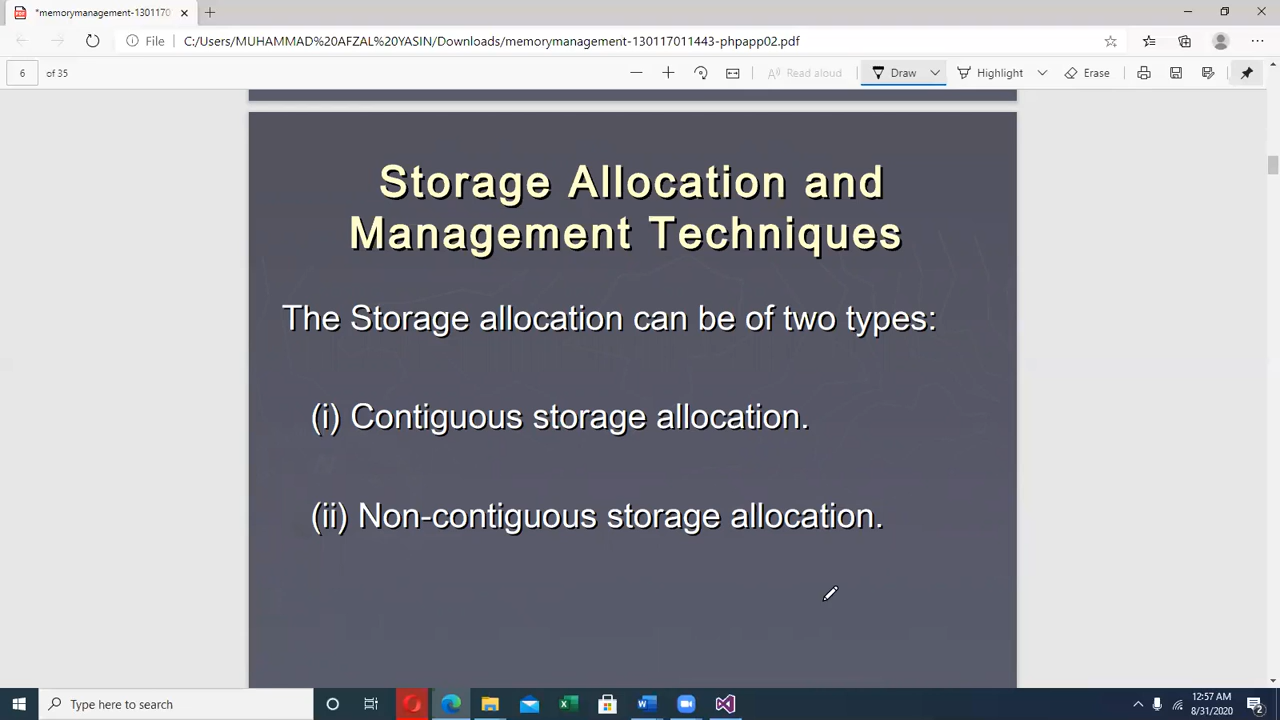 *memorymanagement-1301170
File
C:/Users/MUHAMMAD%20AFZAL%20YASIN/Downloads/memorymanagement-130117011443-phpapp02.pdf
6 of 35
Read aloud
Draw
Highlight
Erase
Storage Allocation and
Management Techniques
The Storage allocation can be of two types:
(i) Contiguous storage allocation.
(ii) Non-contiguous storage allocation.
Type here to search
12:57 AM
8/31/2020
2